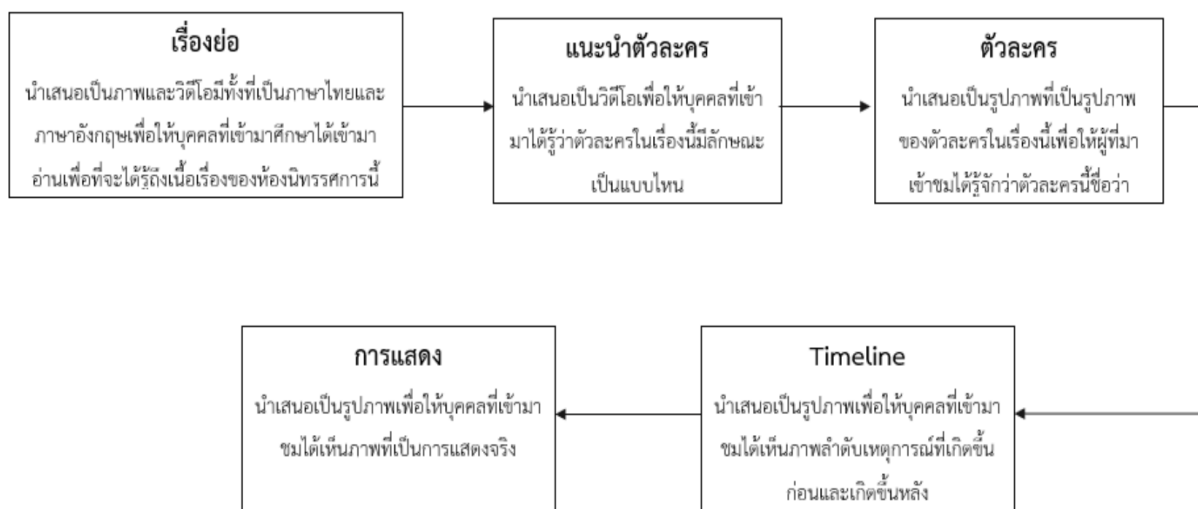 เรื่องย่อ
นำเสนอเป็นภาพและวิดีโอมีทั้งที่เป็นภาษาไทยและ
ภาษาอังกฤษเพื่อให้บุคคลที่เข้ามาศึกษาได้เข้ามา
อ่านเพื่อที่จะได้รู้ถึงเนื้อเรื่องของห้องนิทรรศการนี้
แนะนำตัวละคร
นำเสนอเป็นวิดีโอเพื่อให้บุคคลที่เข้า
มาได้รู้ว่าตัวละครในเรื่องนี้มีลักษณะ
เป็นแบบไหน
ตัวละคร
นำเสนอเป็นรูปภาพที่เป็นรูปภาพ
ของตัวละครในเรื่องนี้เพื่อให้ผู้ที่มา
เข้าชมได้รู้จักว่าตัวละครนี้ชื่อว่า
Timeline
นำเสนอเป็นรูปภาพเพื่อให้บุคคลที่เข้ามา
ชมได้เห็นภาพลำดับเหตุการณ์ที่เกิดขึ้น
ก่อนและเกิดขึ้นหลัง
การแสดง
นำเสนอเป็นรูปภาพเพื่อให้บุคคลที่เข้ามา
ชมได้เห็นภาพที่เป็นการแสดงจริง